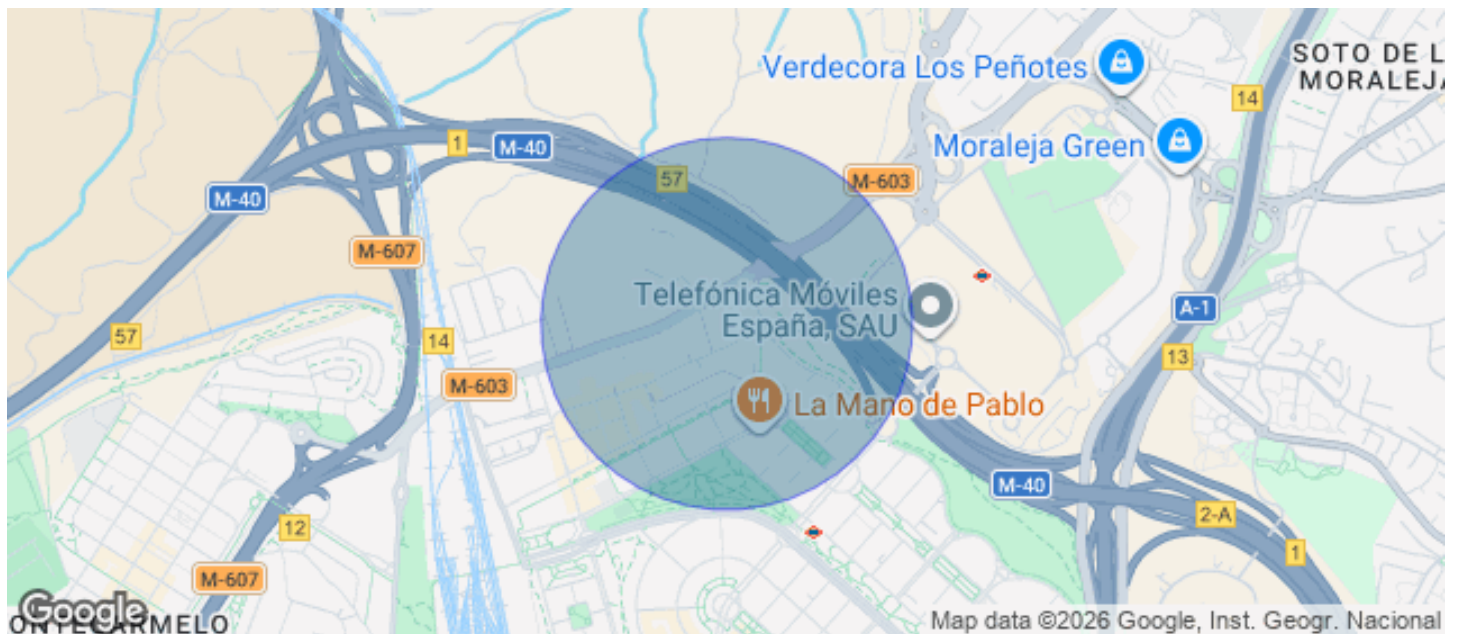 SOTO DE L
MORALEJA
Verdecora Los Peñotes
14
Moraleja Green
1
M-40
57
M-603
M-40
M-607
Telefónica Móviles
España, SAU
A-1
57
14
13
M-603
La Mano de Pablo
M-40
2-A
12
1
M-607
Google
ONTECARMELO
Map data ©2026 Google, Inst. Geogr. Nacional